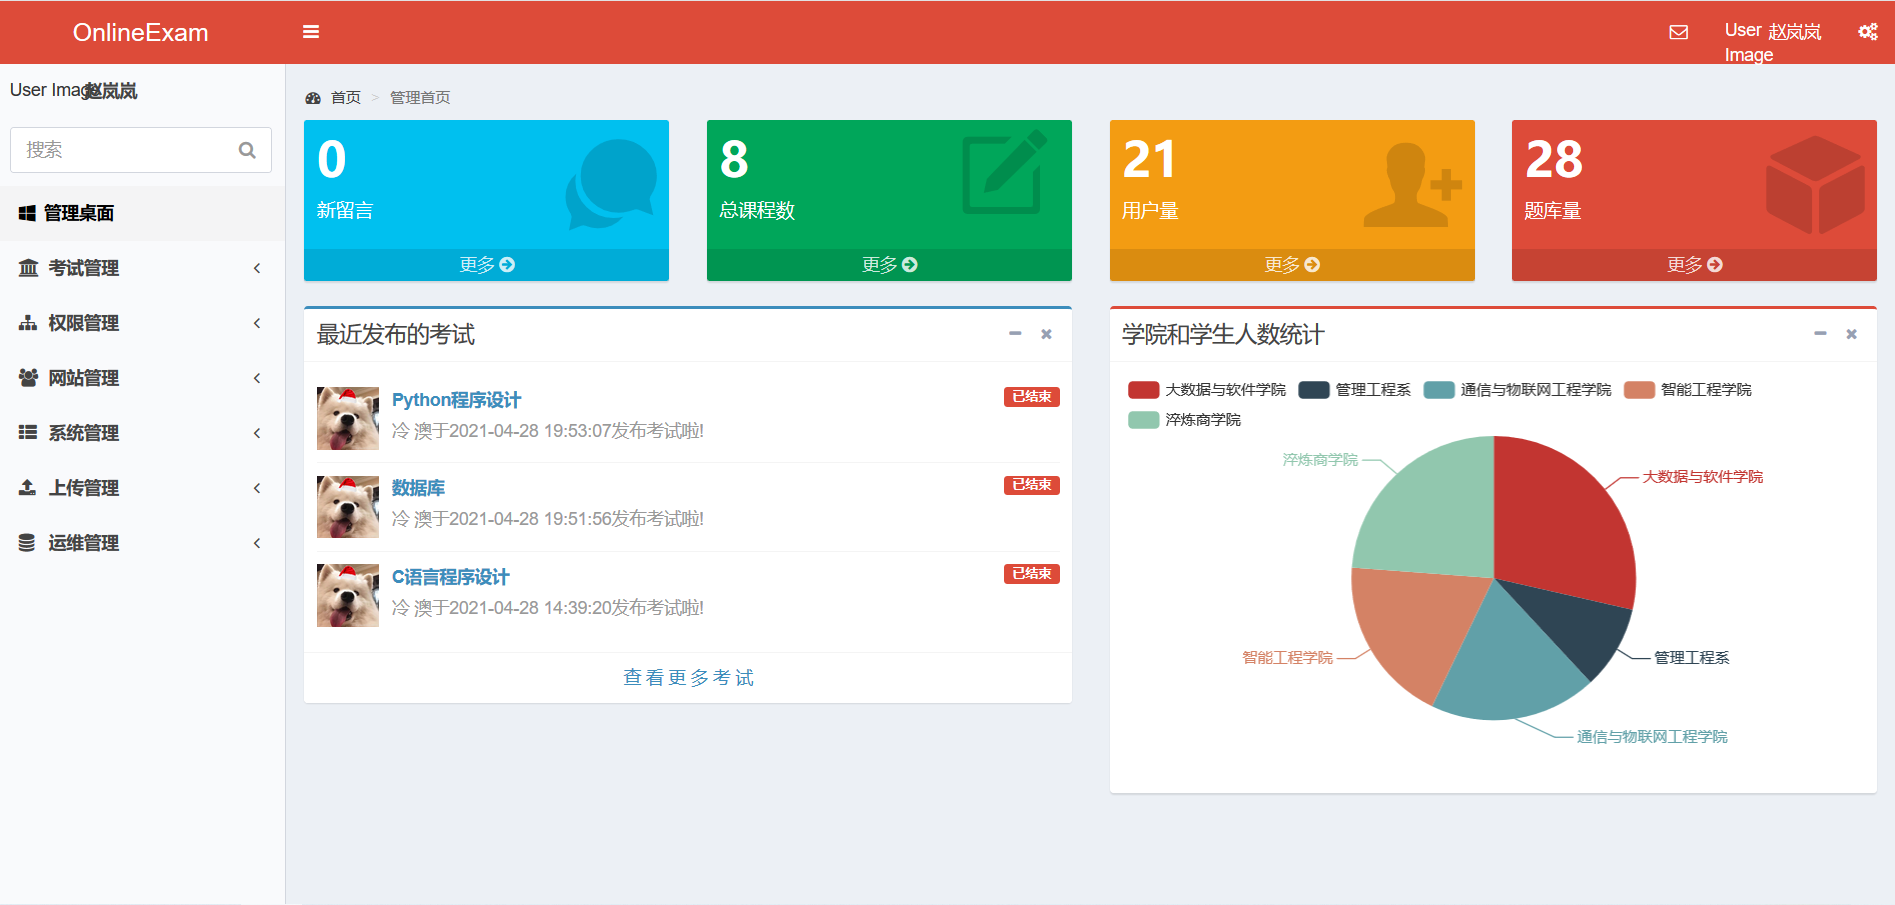 OnlineExam
User Image
赵岚岚
User Image
赵岚岚
搜索
管理桌面
考试管理
权限管理
网站管理
系统管理
上传管理
运维管理
首页 > 管理首页
0
新留言
更多
8
总课程数
更多
21
用户量
更多
28
题库量
更多
最近发布的考试
Python程序设计
已结束
冷 澳于2021-04-28 19:53:07发布考试啦!
数据库
已结束
冷 澳于2021-04-28 19:51:56发布考试啦!
C语言程序设计
已结束
冷 澳于2021-04-28 14:39:20发布考试啦!
查看更多考试
学院和学生人数统计
大数据与软件学院 管理工程系 通信与物联网工程学院 智能工程学院
淬炼商学院
淬炼商学院
大数据与软件学院
智能工程学院
管理工程系
通信与物联网工程学院